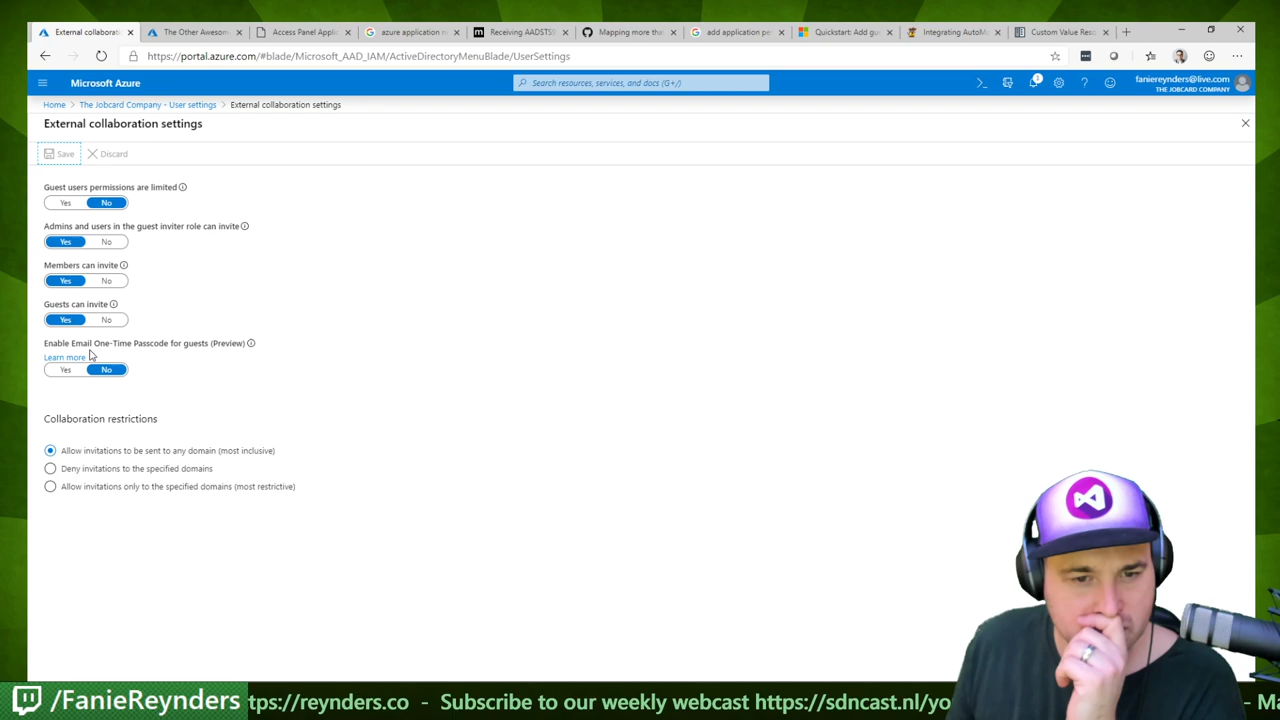 External collaborati
The Other Awesom
Access Panel Applic
azure application n
Receiving AADSTS9
Mapping more tha
add application pe
Quickstart: Add gu
Integrating AutoM
Custom Value Reso
https://portal.azure.com/#blade/Microsoft_AAD_IAM/ActiveDirectoryMenuBlade/UserSettings
Microsoft Azure
Search resources, services, and docs (G+/)
1
faniereynders@live.com
THE JOBCARD COMPANY
Home > The Jobcard Company - User settings > External collaboration settings
External collaboration settings
Save
Discard
Guest users permissions are limited
Yes No
Admins and users in the guest inviter role can invite
Yes No
Members can invite
Yes No
Guests can invite
Yes No
Enable Email One-Time Passcode for guests (Preview)
Learn more
Yes No
Collaboration restrictions
Allow invitations to be sent to any domain (most inclusive)
Deny invitations to the specified domains
Allow invitations only to the specified domains (most restrictive)
/FanieReynders
tps://reynders.co - Subscribe to our weekly webcast https://sdncast.nl/yo
- Ma